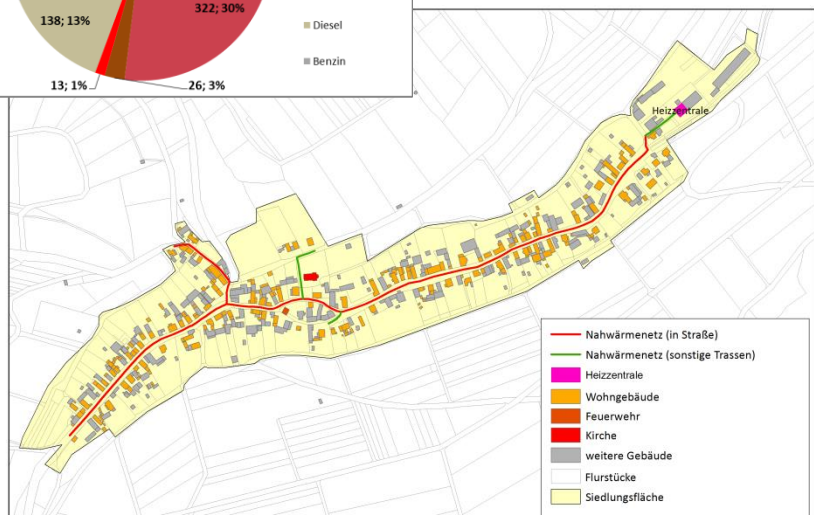 322; 30%
138; 13%
Diesel
Benzin
13; 1%
26; 3%
Heizzentrale
Nahwärmenetz (in Straße)
Nahwärmenetz (sonstige Trassen)
Heizzentrale
Wohngebäude
Feuerwehr
Kirche
weitere Gebäude
Flurstücke
Siedlungsfläche